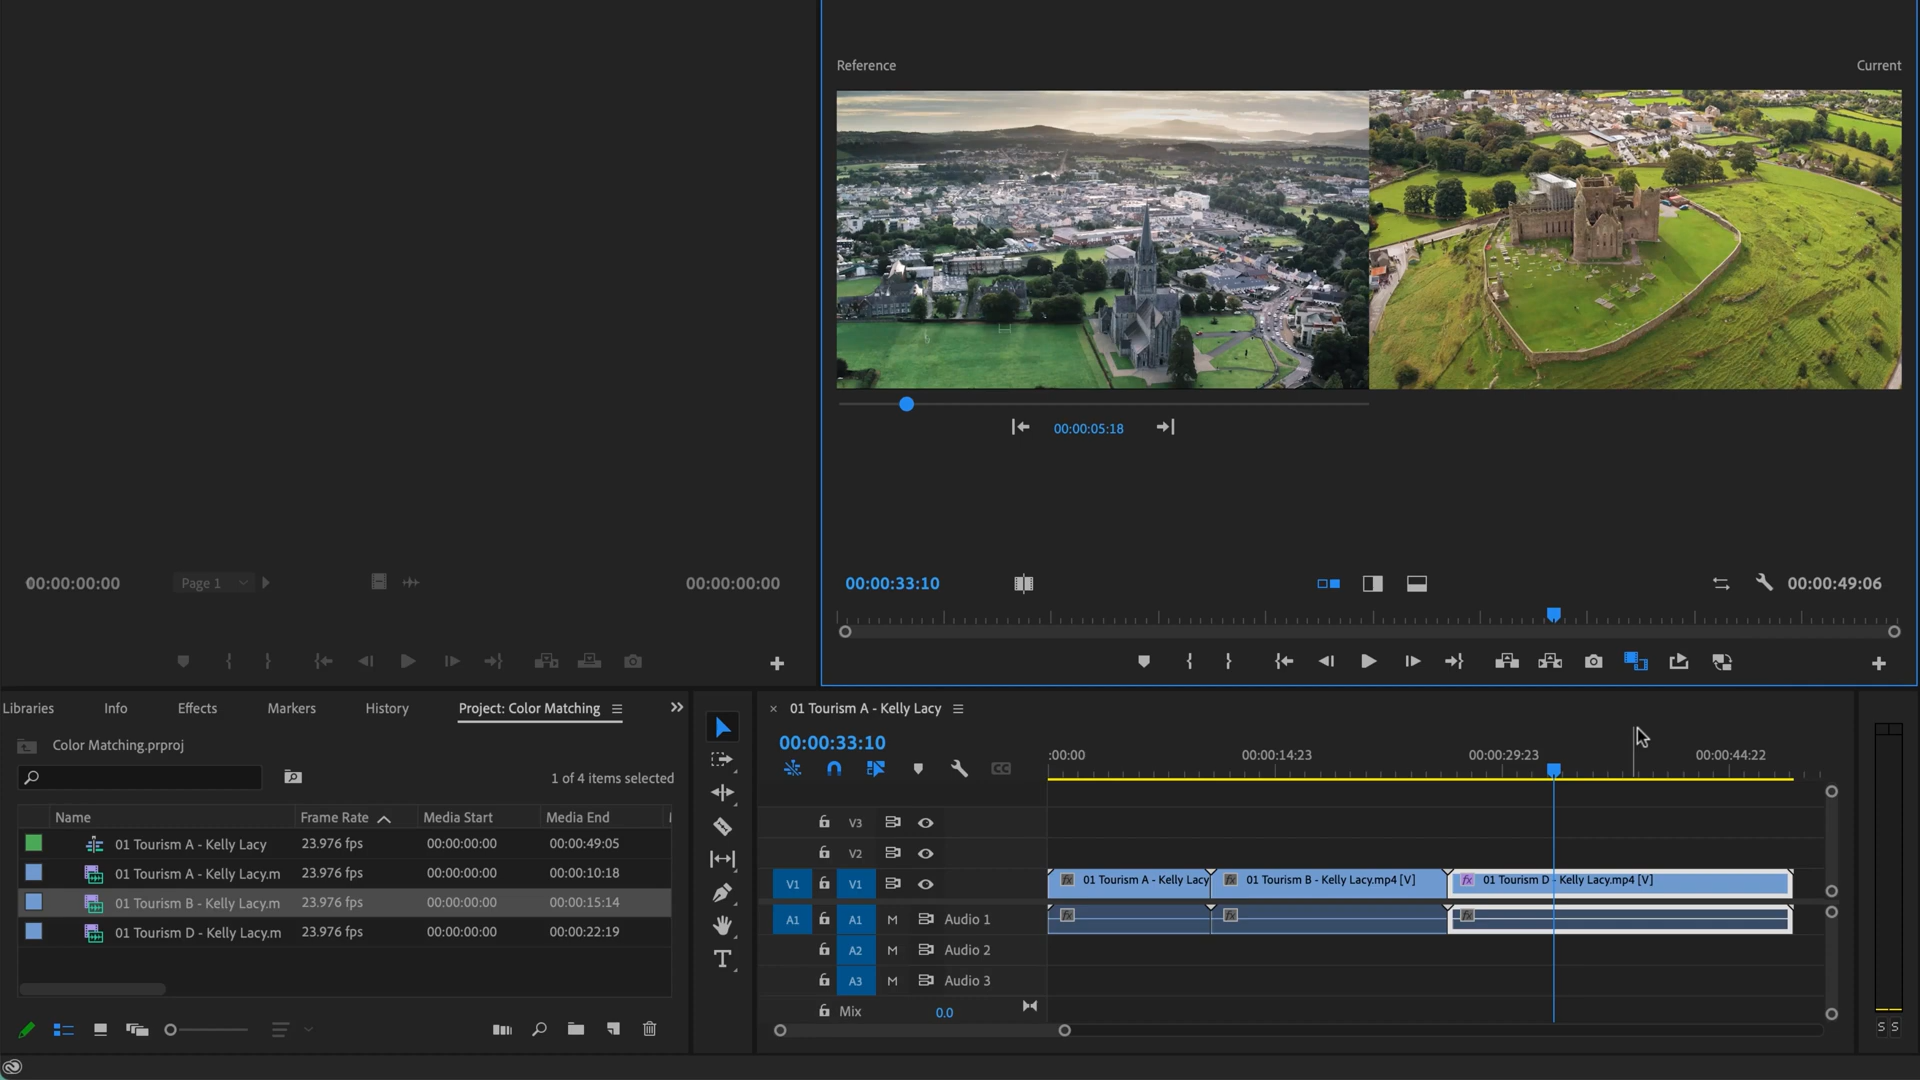 Reference
Current
00:00:05:18
00:00:00:00
Page 1
00:00:00:00
00:00:33:10
00:00:49:06
Libraries
Info
Effects
Markers
History
Project: Color Matching
Color Matching.prproj
1 of 4 items selected
Name
Frame Rate
Media Start
Media End
01 Tourism A - Kelly Lacy
23.976 fps
00:00:00:00
00:00:49:05
01 Tourism A - Kelly Lacy.m
23.976 fps
00:00:00:00
00:00:10:18
01 Tourism B - Kelly Lacy.m
23.976 fps
00:00:00:00
00:00:15:14
01 Tourism D - Kelly Lacy.m
23.976 fps
00:00:00:00
00:00:22:19
× 01 Tourism A - Kelly Lacy
00:00:33:10
CC
:00:00
00:00:14:23
00:00:29:23
00:00:44:22
V3
V2
V1
V1
fx 01 Tourism A - Kelly Lacy
fx 01 Tourism B - Kelly Lacy.mp4 [V]
fx 01 Tourism D - Kelly Lacy.mp4 [V]
A1
A1
M
Audio 1
fx
fx
fx
A2
M
Audio 2
A3
M
Audio 3
Mix
0.0
S S
T